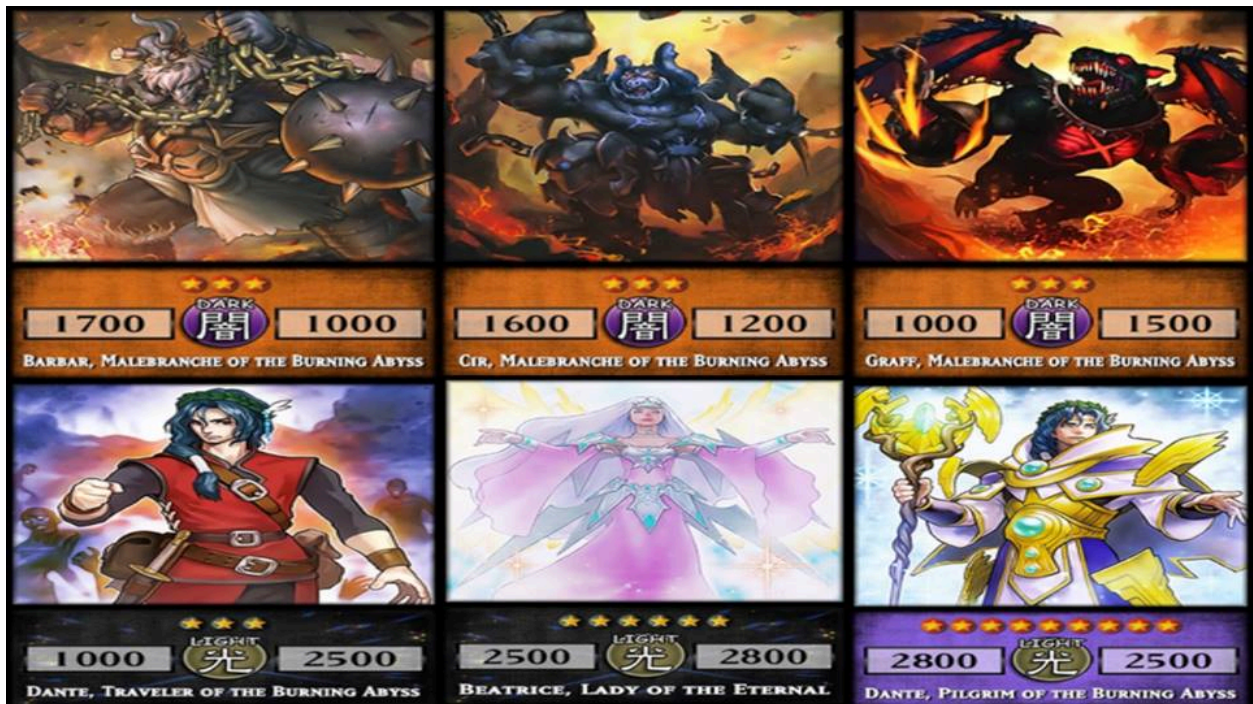 DARK
闇
1700 1000
BARBAR, MALEBRANCHE OF THE BURNING ABYSS
DARK
闇
1600 1200
CIR, MALEBRANCHE OF THE BURNING ABYSS
DARK
闇
1000 1500
GRAFF, MALEBRANCHE OF THE BURNING ABYSS
LIGHT
光
1000 2500
DANTE, TRAVELER OF THE BURNING ABYSS
LIGHT
光
2500 2800
BEATRICE, LADY OF THE ETERNAL
LIGHT
光
2800 2500
DANTE, PILGRIM OF THE BURNING ABYSS